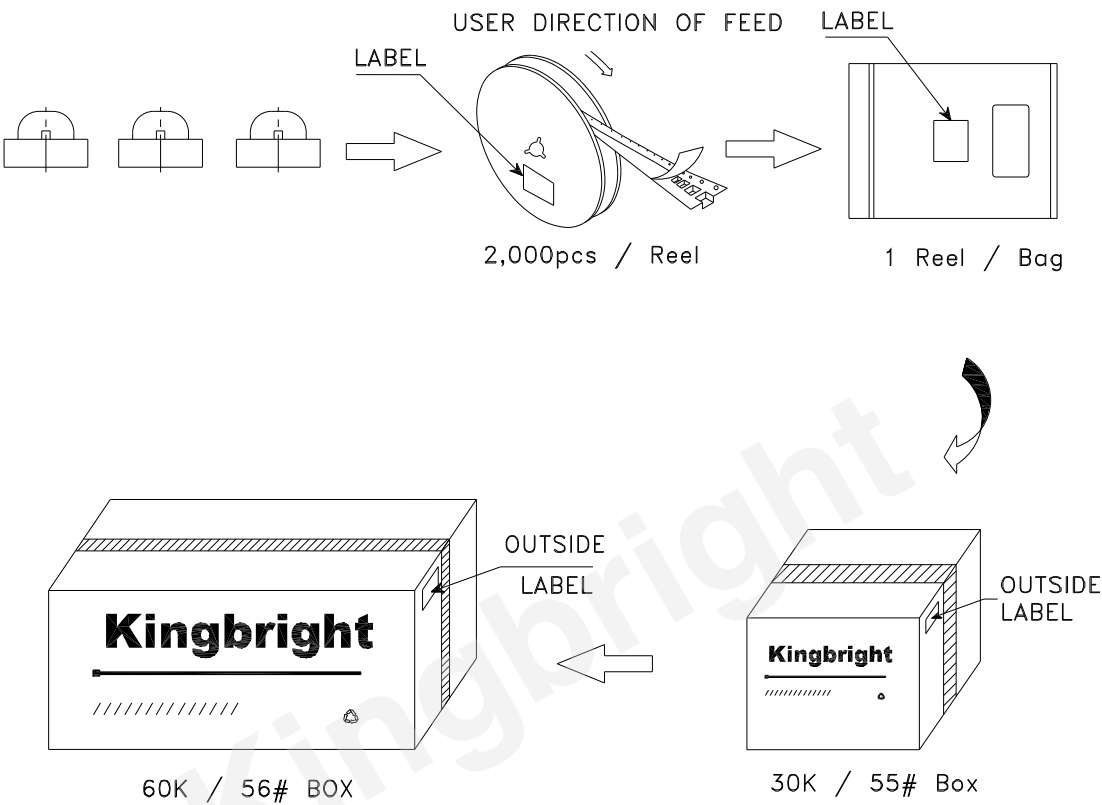 USER DIRECTION OF FEED
LABEL
LABEL
2,000pcs / Reel
1 Reel / Bag
OUTSIDE
LABEL
OUTSIDE
LABEL
Kingbright
Kingbright
60K / 56# BOX
30K / 55# Box
Kingbright